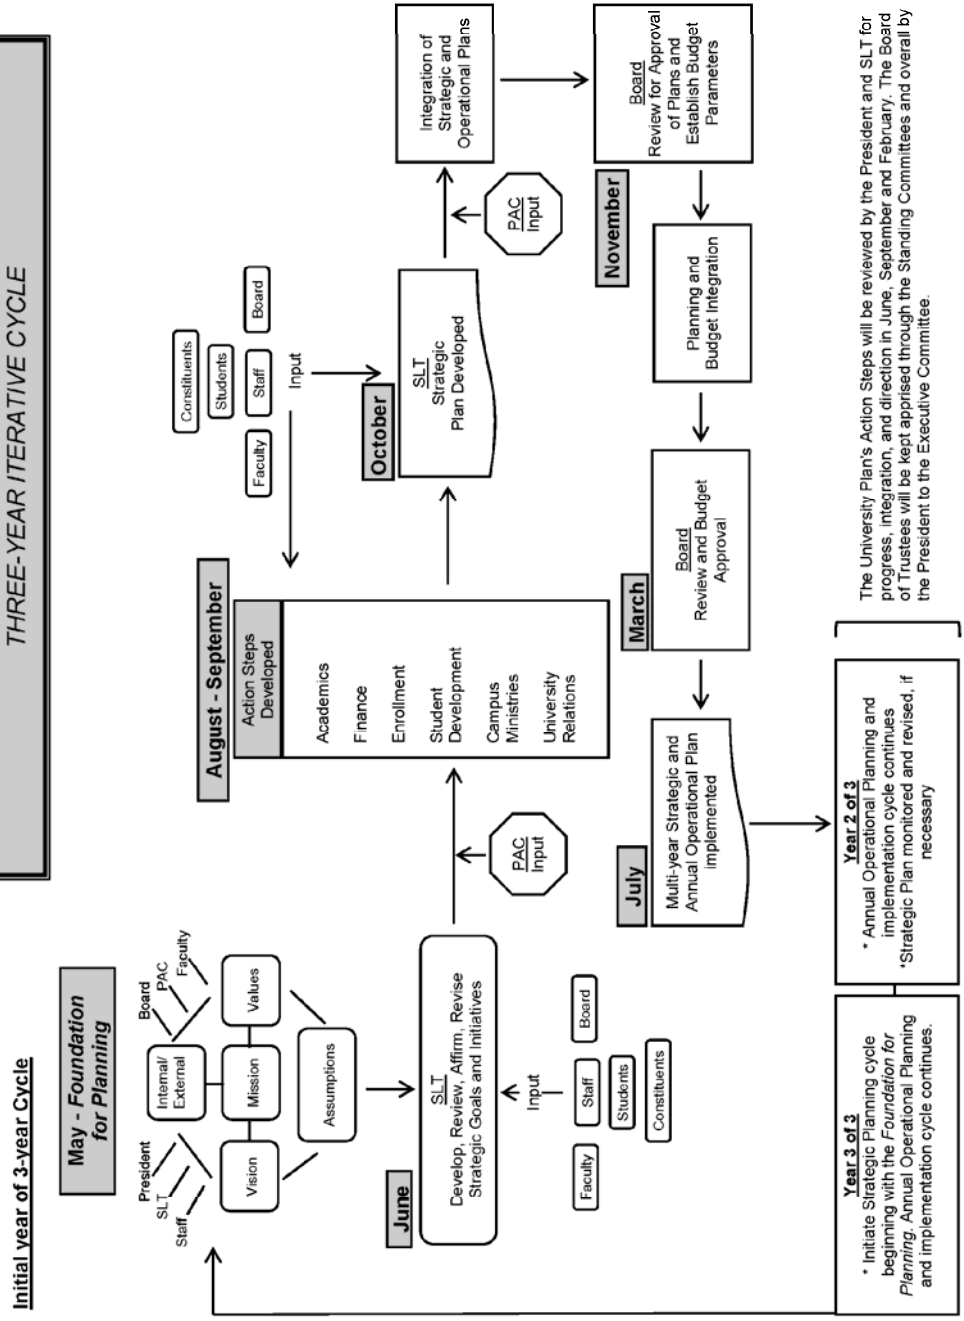 THREE-YEAR ITERATIVE CYCLE
Initial year of 3-year Cycle
May - Foundation
for Planning
President
SLT
Staff
Board
PAC
Faculty
Internal/
External
Vision
Mission
Values
Assumptions
June
SLT
Develop, Review, Affirm, Revise
Strategic Goals and Initiatives
Input
Faculty
Staff
Board
Students
Constituents
PAC
Input
August - September
Action Steps
Developed
Academics
Finance
Enrollment
Student
Development
Campus
Ministries
University
Relations
Constituents
Students
Faculty
Staff
Board
Input
October
SLT
Strategic
Plan Developed
PAC
Input
Integration of
Strategic and
Operational Plans
November
Board
Review for Approval
of Plans and
Establish Budget
Parameters
Planning and
Budget Integration
March
Board
Review and Budget
Approval
July
Multi-year Strategic and
Annual Operational Plan
implemented
Year 2 of 3
* Annual Operational Planning and
implementation cycle continues
*Strategic Plan monitored and revised, if
necessary
Year 3 of 3
* Initiate Strategic Planning cycle
beginning with the Foundation for
Planning. Annual Operational Planning
and implementation cycle continues.
The University Plan's Action Steps will be reviewed by the President and SLT for
progress, integration, and direction in June, September and February. The Board
of Trustees will be kept apprised through the Standing Committees and overall by
the President to the Executive Committee.